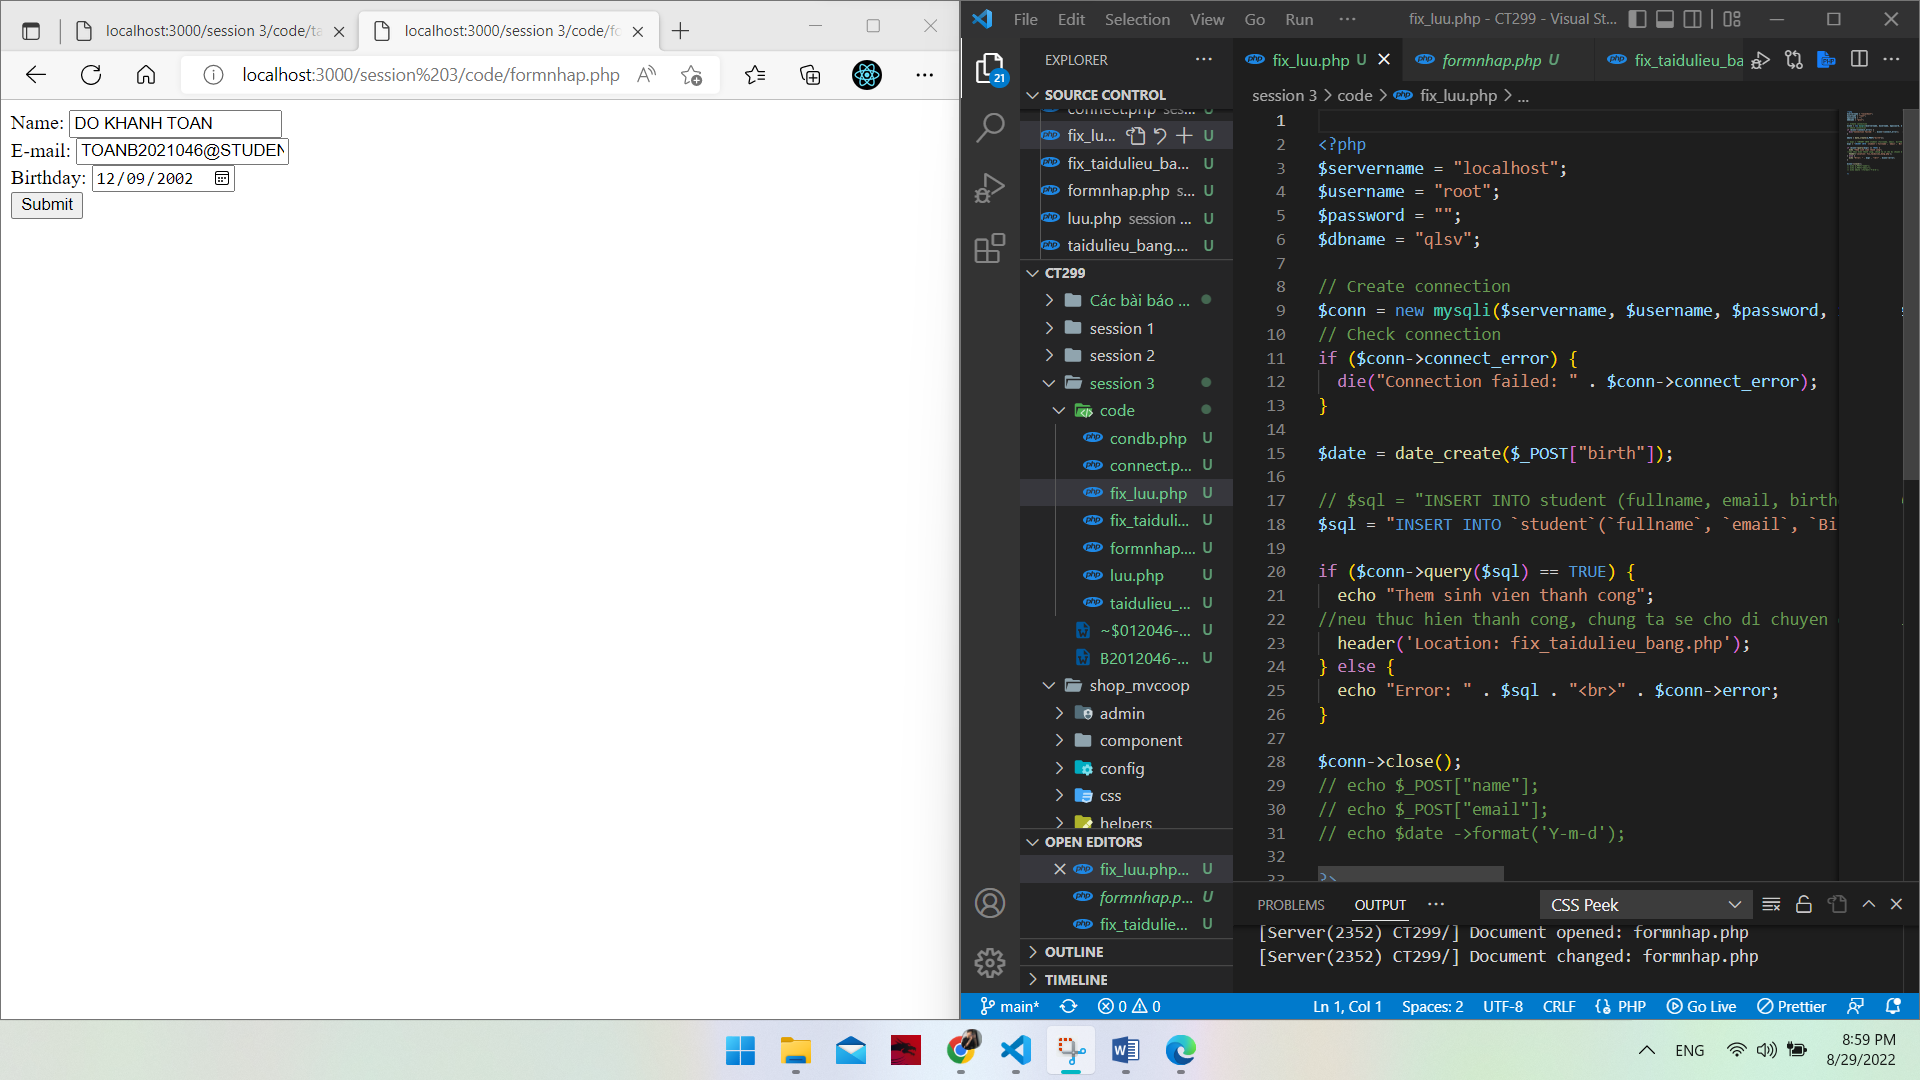 localhost:3000/session 3/code/ta
localhost:3000/session 3/code/fo
localhost:3000/session%203/code/formnhap.php
Name: DO KHANH TOAN
E-mail: TOANB2021046@STUDEN
Birthday: 12/09/2002
Submit
File Edit Selection View Go Run ··· fix_luu.php - CT299 - Visual St...
21
EXPLORER
SOURCE CONTROL
connect.php ses... U
fix_lu... U
fix_taidulieu_ba... U
formnhap.php s... U
luu.php session ... U
taidulieu_bang.... U
CT299
Các bài báo ...
session 1
session 2
session 3
code
condb.php U
connect.p... U
fix_luu.php U
fix_taiduli... U
formnhap.... U
luu.php U
taidulieu_... U
~$012046-... U
B2012046-... U
shop_mvcoop
admin
component
config
css
helpers
OPEN EDITORS
fix_luu.php... U
formnhap.p... U
fix_taidulie... U
OUTLINE
TIMELINE
fix_luu.php U
formnhap.php U
fix_taidulieu_ba
session 3 > code > fix_luu.php > ...
1
2 <?php
3 $servername = "localhost";
4 $username = "root";
5 $password = "";
6 $dbname = "qlsv";
7
8 // Create connection
9 $conn = new mysqli($servername, $username, $password,
10 // Check connection
11 if ($conn->connect_error) {
12 die("Connection failed: " . $conn->connect_error);
13 }
14
15 $date = date_create($_POST["birth"]);
16
17 // $sql = "INSERT INTO student (fullname, email, birth
18 $sql = "INSERT INTO `student`(`fullname`, `email`, `Bi
19
20 if ($conn->query($sql) == TRUE) {
21 echo "Them sinh vien thanh cong";
22 //neu thuc hien thanh cong, chung ta se cho di chuyen
23 header('Location: fix_taidulieu_bang.php');
24 } else {
25 echo "Error: " . $sql . "<br>" . $conn->error;
26 }
27
28 $conn->close();
29 // echo $_POST["name"];
30 // echo $_POST["email"];
31 // echo $date ->format('Y-m-d');
32
33 ?>
PROBLEMS OUTPUT ··· CSS Peek
[Server(2352) CT299/] Document opened: formnhap.php
[Server(2352) CT299/] Document changed: formnhap.php
main* 0 0 Ln 1, Col 1 Spaces: 2 UTF-8 CRLF PHP Go Live Prettier
ENG
8:59 PM
8/29/2022